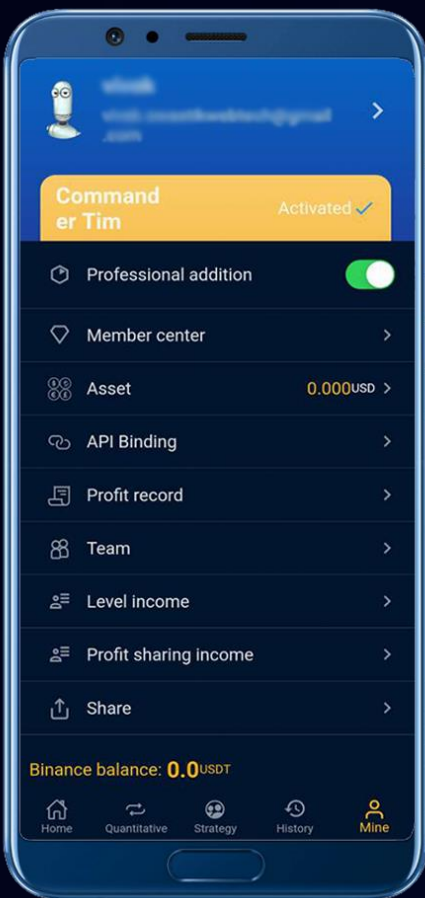 Command
er Tim
Activated
Professional addition
Member center
Asset
0.000USD
API Binding
Profit record
Team
Level income
Profit sharing income
Share
Binance balance: 0.0USDT
Home
Quantitative
Strategy
History
Mine